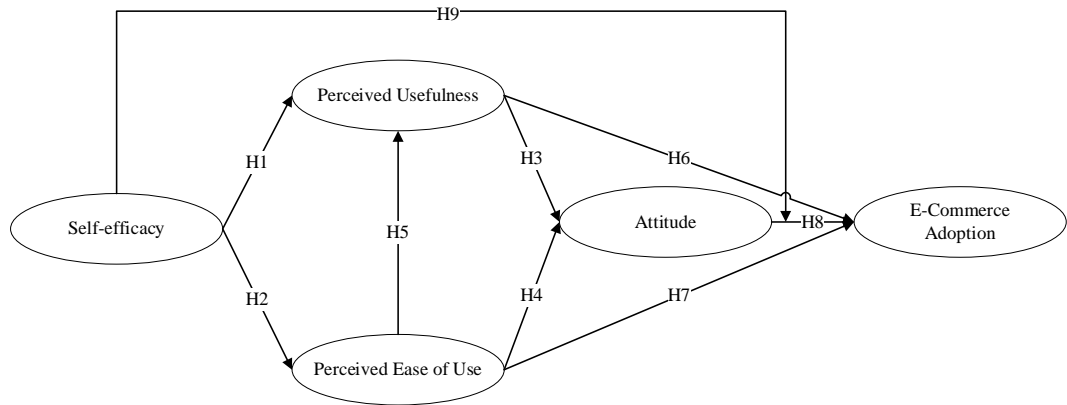 H9
Perceived Usefulness
H1
H3
H6
Self-efficacy
H5
Attitude
H8
E-Commerce
Adoption
H2
H4
H7
Perceived Ease of Use